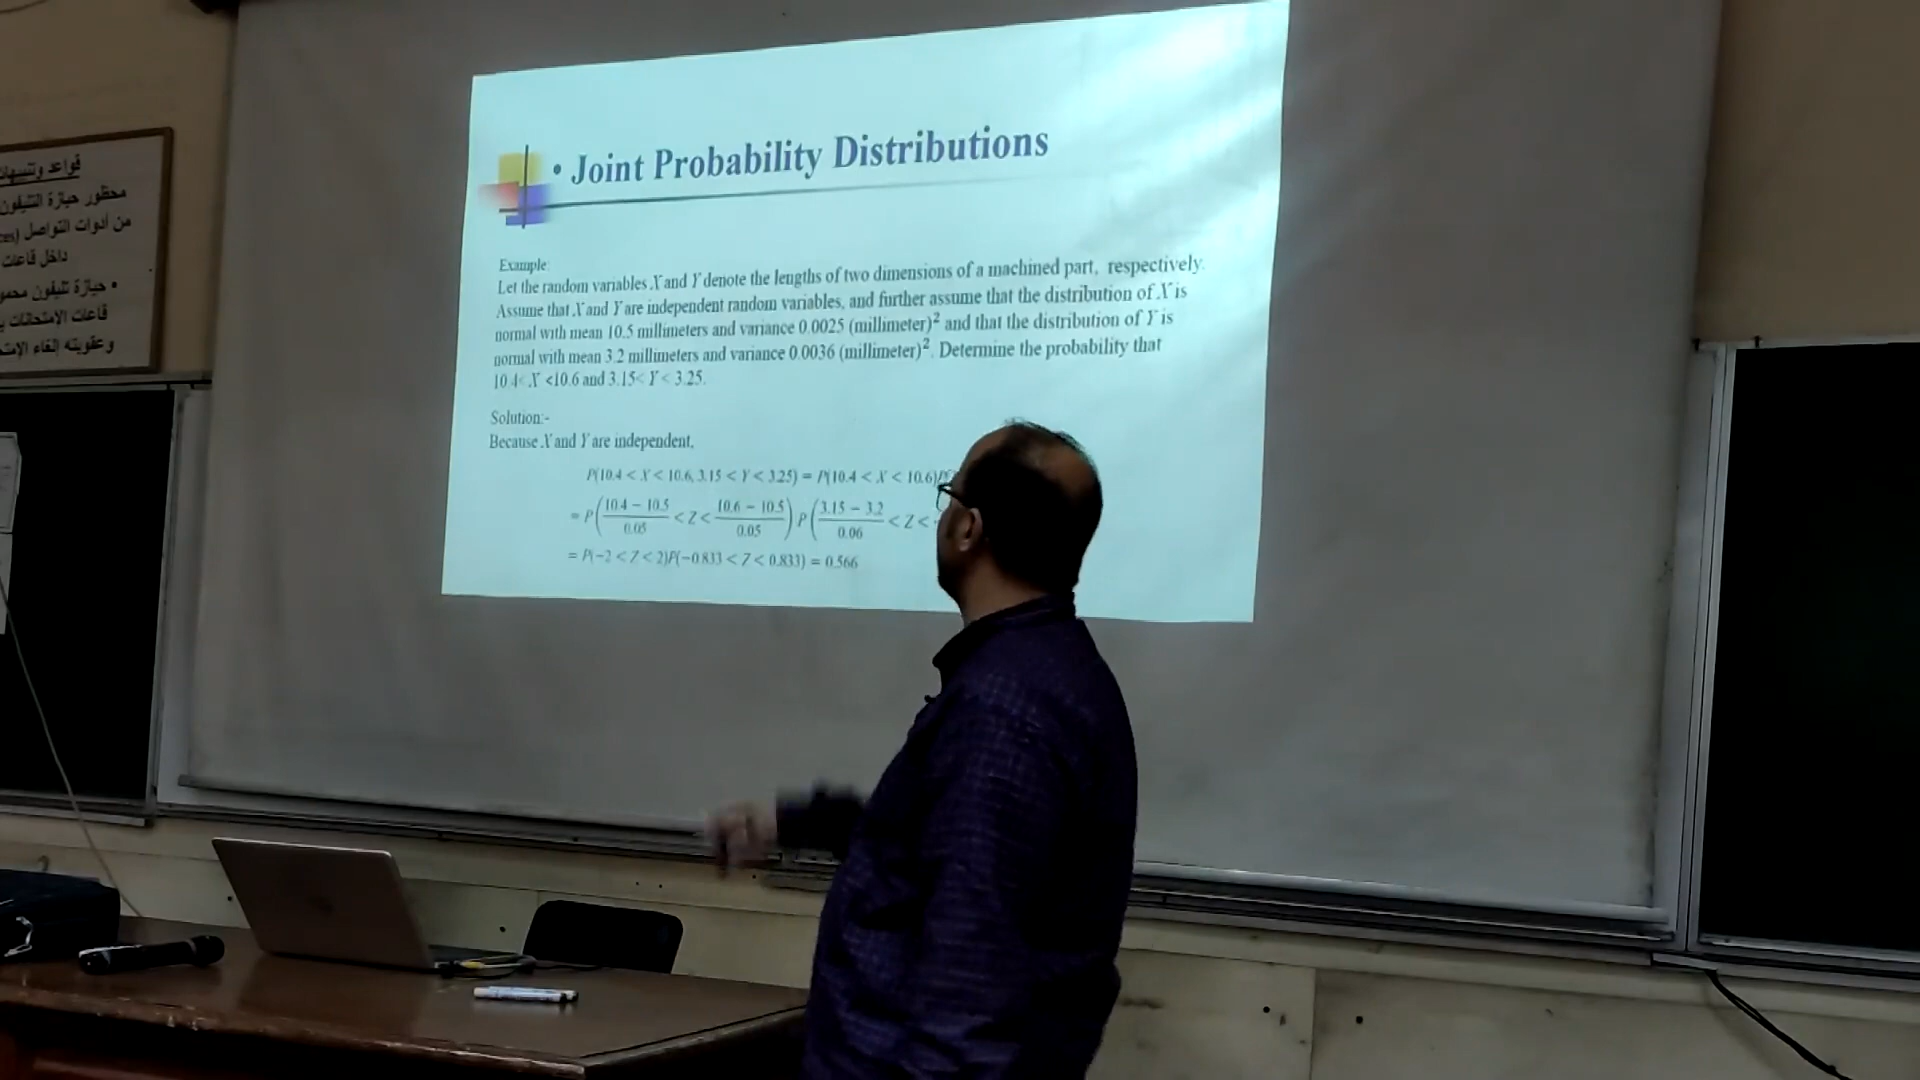 قواعد وتنبيهات
محظور حيازة التليفون
من أدوات التواصل
داخل قاعات
• حيازة تليفون محمو
قاعات الامتحانات
وعقوبته إلغاء الامت
• Joint Probability Distributions
Example:
Let the random variables X and Y denote the lengths of two dimensions of a machined part, respectively.
Assume that X and Y are independent random variables, and further assume that the distribution of X is
normal with mean 10.5 millimeters and variance 0.0025 (millimeter)² and that the distribution of Y is
normal with mean 3.2 millimeters and variance 0.0036 (millimeter)². Determine the probability that
10.4< X <10.6 and 3.15< Y < 3.25.
Solution:-
Because X and Y are independent,
P(10.4 < X < 10.6, 3.15 < Y < 3.25) = P(10.4 < X < 10.6)P(
= P( (10.4 − 10.5)/0.05 < Z < (10.6 − 10.5)/0.05 ) P( (3.15 − 3.2)/0.06 < Z <
= P(−2 < Z < 2)P(−0.833 < Z < 0.833) = 0.566